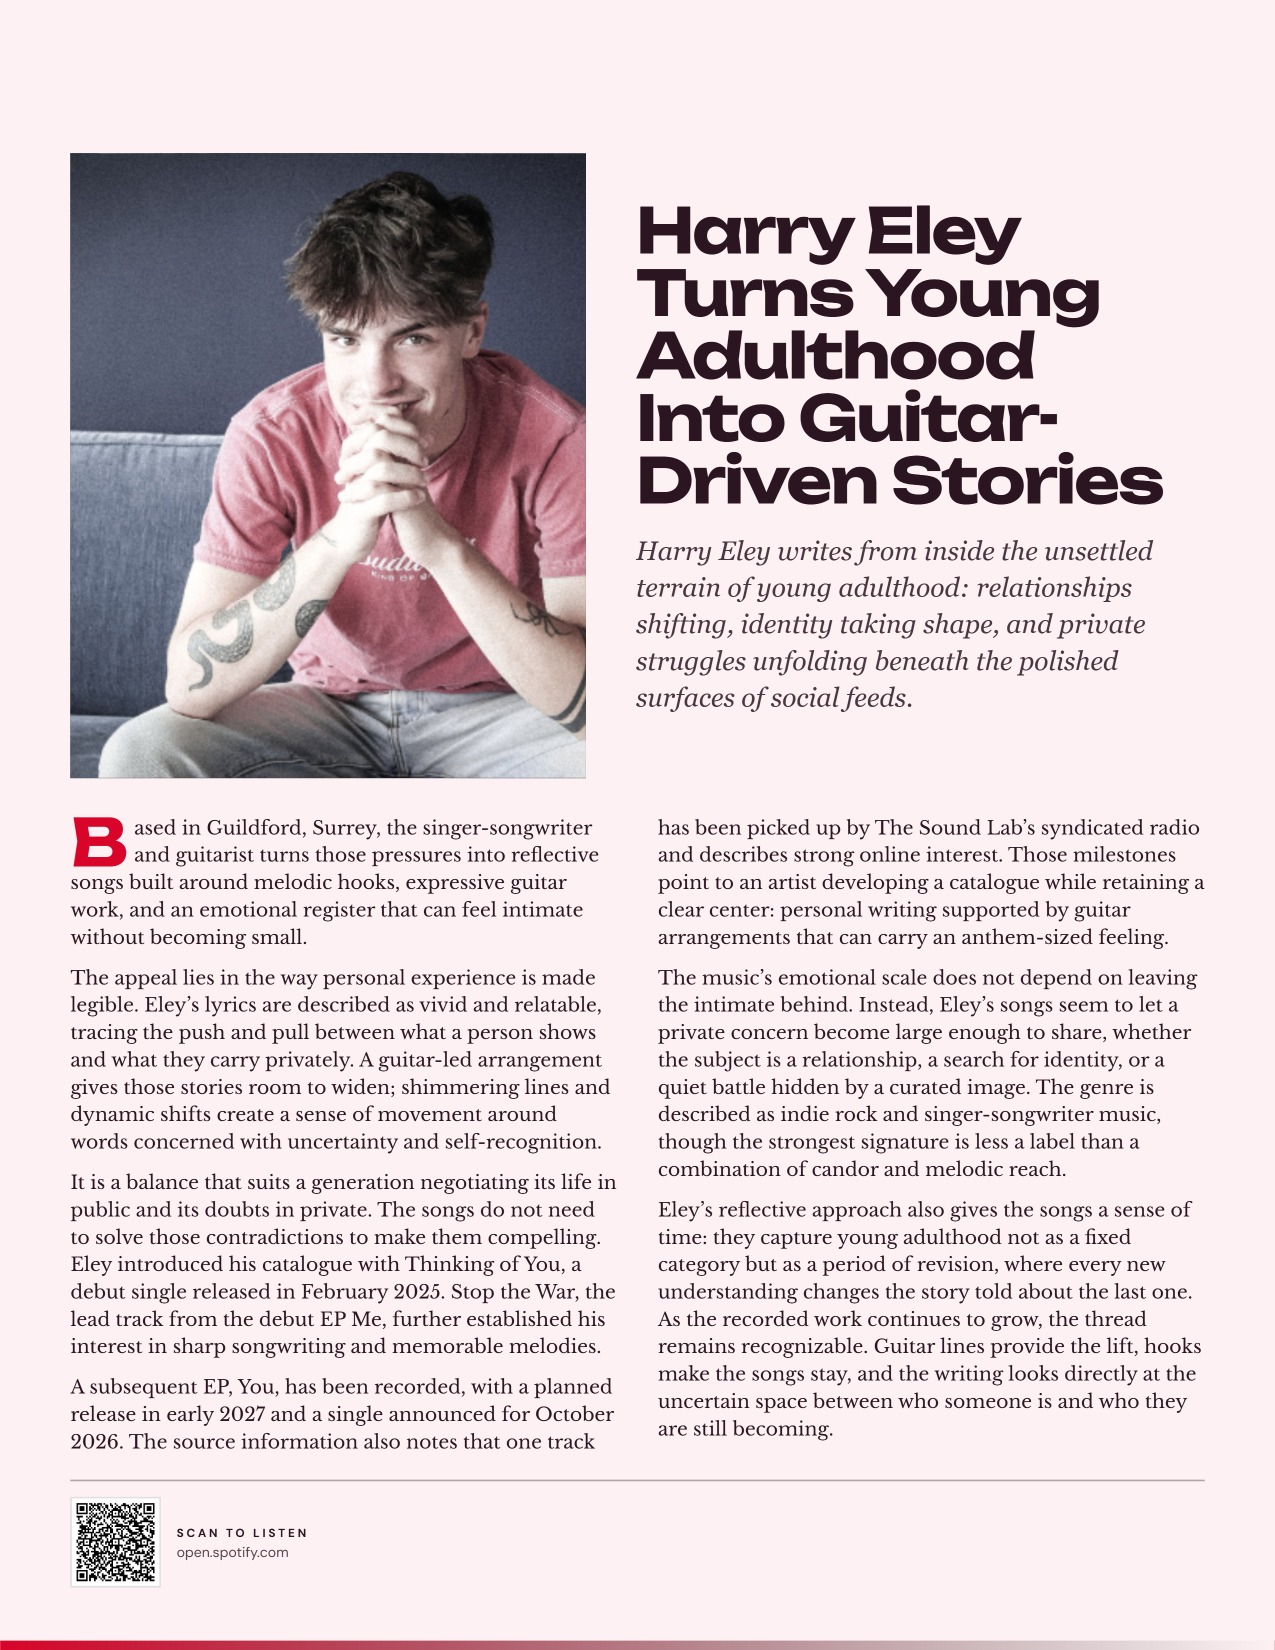 Harry Eley
Turns Young
Adulthood
Into Guitar-
Driven Stories
Harry Eley writes from inside the unsettled
terrain of young adulthood: relationships
shifting, identity taking shape, and private
struggles unfolding beneath the polished
surfaces of social feeds.
Based in Guildford, Surrey, the singer-songwriter
and guitarist turns those pressures into reflective
songs built around melodic hooks, expressive guitar
work, and an emotional register that can feel intimate
without becoming small.
The appeal lies in the way personal experience is made
legible. Eley’s lyrics are described as vivid and relatable,
tracing the push and pull between what a person shows
and what they carry privately. A guitar-led arrangement
gives those stories room to widen; shimmering lines and
dynamic shifts create a sense of movement around
words concerned with uncertainty and self-recognition.
It is a balance that suits a generation negotiating its life in
public and its doubts in private. The songs do not need
to solve those contradictions to make them compelling.
Eley introduced his catalogue with Thinking of You, a
debut single released in February 2025. Stop the War, the
lead track from the debut EP Me, further established his
interest in sharp songwriting and memorable melodies.
A subsequent EP, You, has been recorded, with a planned
release in early 2027 and a single announced for October
2026. The source information also notes that one track
has been picked up by The Sound Lab’s syndicated radio
and describes strong online interest. Those milestones
point to an artist developing a catalogue while retaining a
clear center: personal writing supported by guitar
arrangements that can carry an anthem-sized feeling.
The music’s emotional scale does not depend on leaving
the intimate behind. Instead, Eley’s songs seem to let a
private concern become large enough to share, whether
the subject is a relationship, a search for identity, or a
quiet battle hidden by a curated image. The genre is
described as indie rock and singer-songwriter music,
though the strongest signature is less a label than a
combination of candor and melodic reach.
Eley’s reflective approach also gives the songs a sense of
time: they capture young adulthood not as a fixed
category but as a period of revision, where every new
understanding changes the story told about the last one.
As the recorded work continues to grow, the thread
remains recognizable. Guitar lines provide the lift, hooks
make the songs stay, and the writing looks directly at the
uncertain space between who someone is and who they
are still becoming.
SCAN TO LISTEN
open.spotify.com